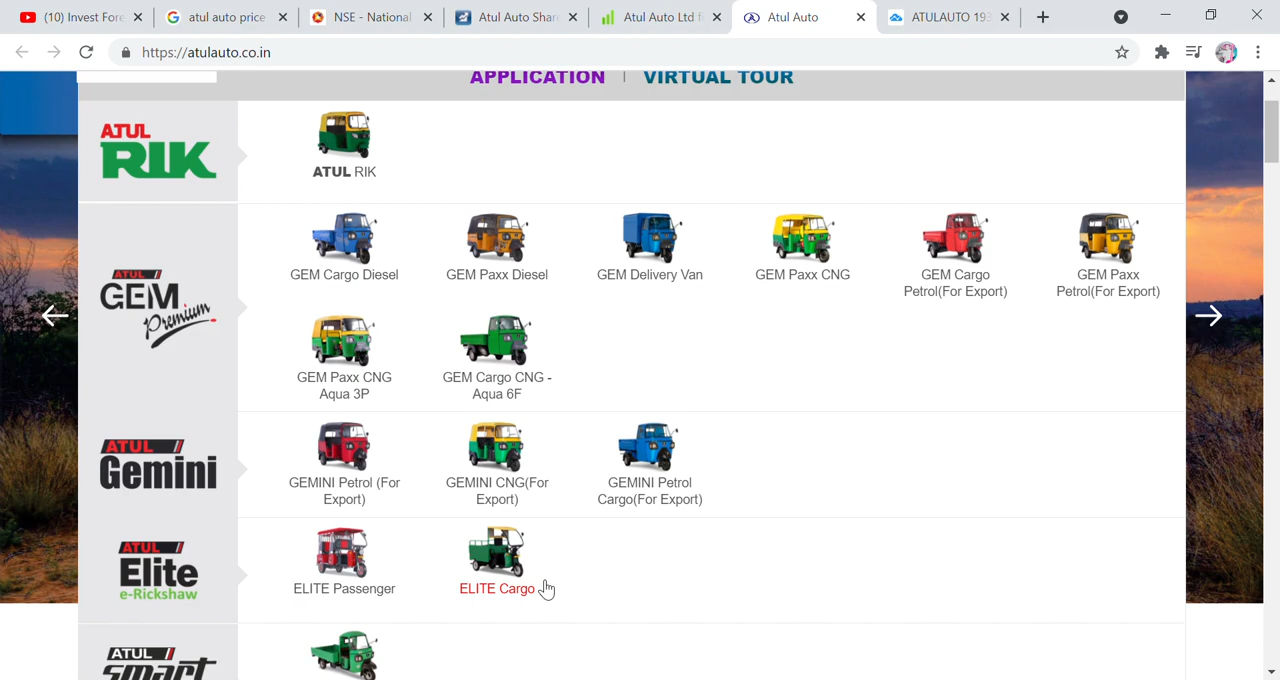 (10) Invest For
atul auto price
NSE - National
Atul Auto Shar
Atul Auto Ltd fi
Atul Auto
ATULAUTO 193
https://atulauto.co.in
APPLICATION | VIRTUAL TOUR
ATUL
RIK
ATUL RIK
ATUL
GEM
Premium
GEM Cargo Diesel
GEM Paxx Diesel
GEM Delivery Van
GEM Paxx CNG
GEM Cargo
Petrol(For Export)
GEM Paxx
Petrol(For Export)
GEM Paxx CNG
Aqua 3P
GEM Cargo CNG -
Aqua 6F
ATUL
Gemini
GEMINI Petrol (For
Export)
GEMINI CNG(For
Export)
GEMINI Petrol
Cargo(For Export)
ATUL
Elite
e-Rickshaw
ELITE Passenger
ELITE Cargo
ATUL
smart